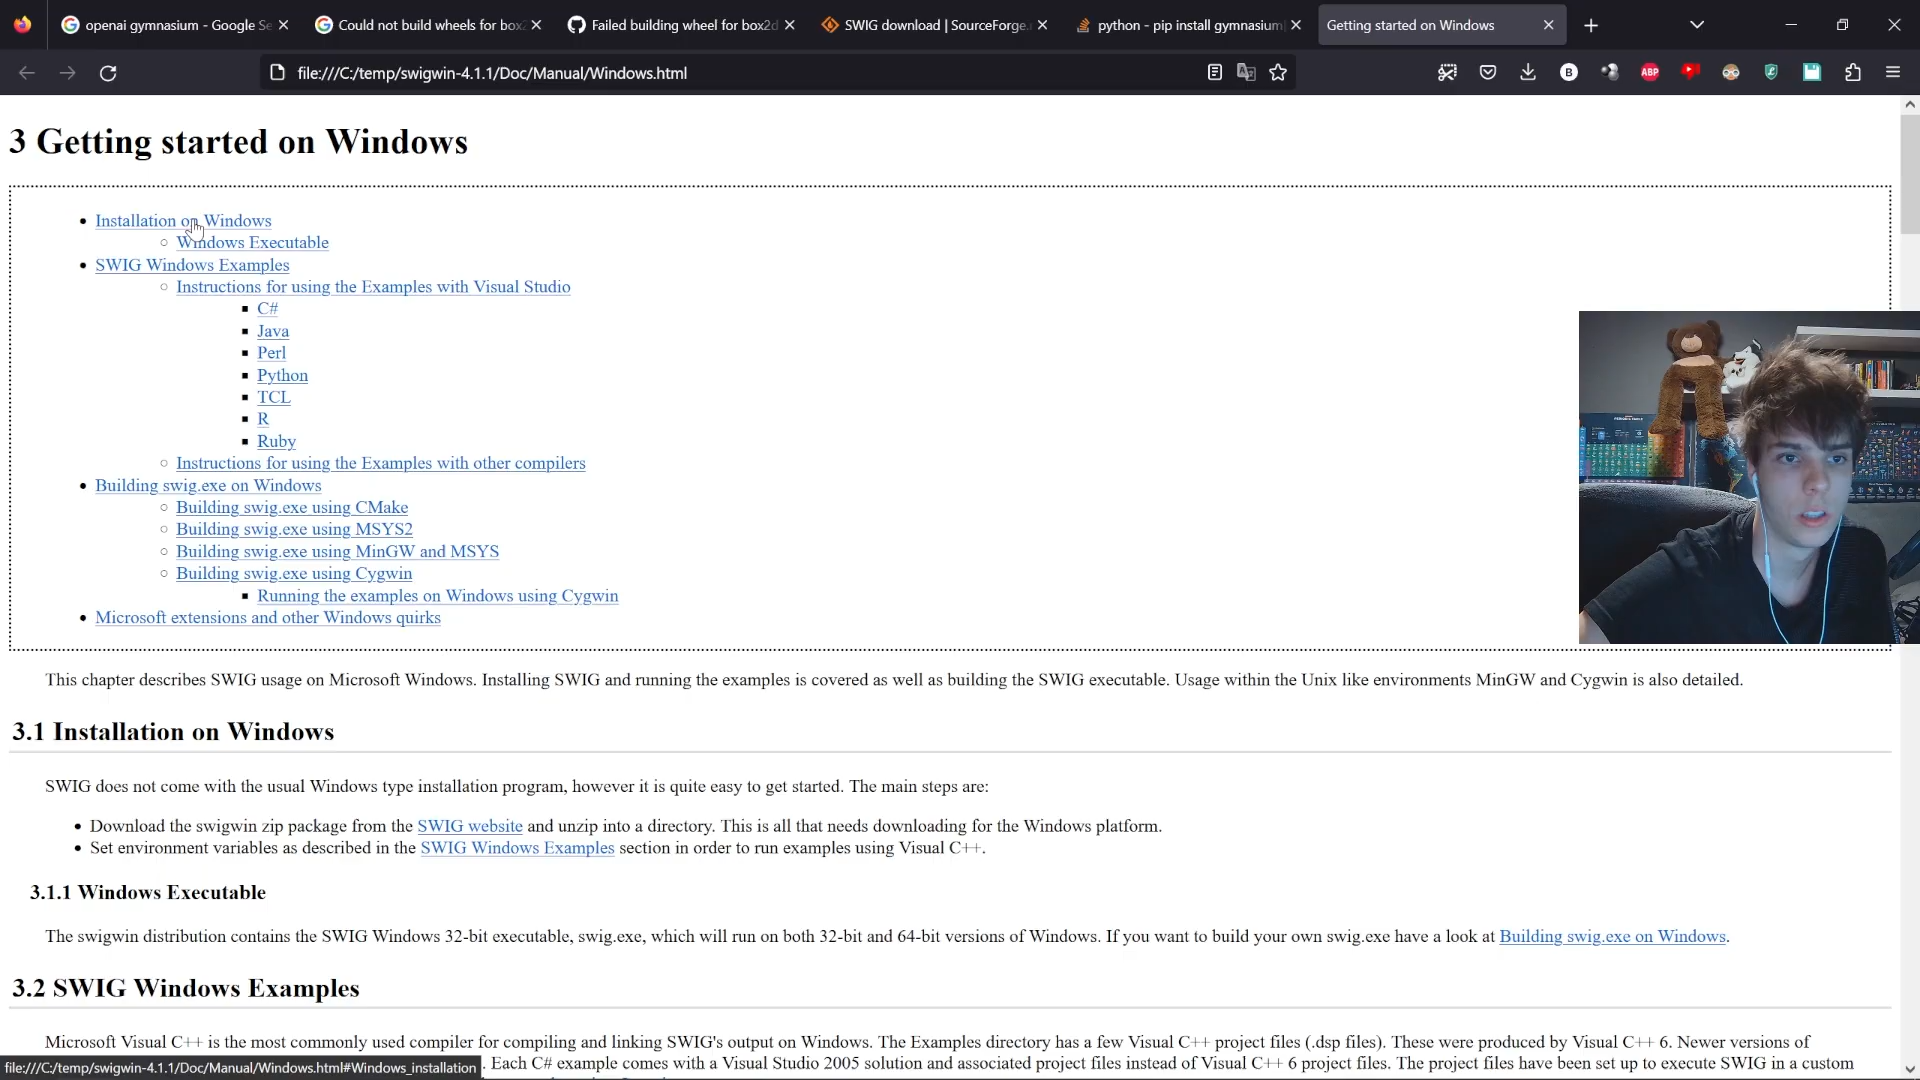 openai gymnasium - Google Se
Could not build wheels for box2
Failed building wheel for box2d
SWIG download | SourceForge.
python - pip install gymnasium
Getting started on Windows
file:///C:/temp/swigwin-4.1.1/Doc/Manual/Windows.html
B
ABP
3 Getting started on Windows
Installation on Windows
Windows Executable
SWIG Windows Examples
Instructions for using the Examples with Visual Studio
C#
Java
Perl
Python
TCL
R
Ruby
Instructions for using the Examples with other compilers
Building swig.exe on Windows
Building swig.exe using CMake
Building swig.exe using MSYS2
Building swig.exe using MinGW and MSYS
Building swig.exe using Cygwin
Running the examples on Windows using Cygwin
Microsoft extensions and other Windows quirks
This chapter describes SWIG usage on Microsoft Windows. Installing SWIG and running the examples is covered as well as building the SWIG executable. Usage within the Unix like environments MinGW and Cygwin is also detailed.
3.1 Installation on Windows
SWIG does not come with the usual Windows type installation program, however it is quite easy to get started. The main steps are:
Download the swigwin zip package from the SWIG website and unzip into a directory. This is all that needs downloading for the Windows platform.
Set environment variables as described in the SWIG Windows Examples section in order to run examples using Visual C++.
3.1.1 Windows Executable
The swigwin distribution contains the SWIG Windows 32-bit executable, swig.exe, which will run on both 32-bit and 64-bit versions of Windows. If you want to build your own swig.exe have a look at Building swig.exe on Windows.
3.2 SWIG Windows Examples
Microsoft Visual C++ is the most commonly used compiler for compiling and linking SWIG's output on Windows. The Examples directory has a few Visual C++ project files (.dsp files). These were produced by Visual C++ 6. Newer versions of
. Each C# example comes with a Visual Studio 2005 solution and associated project files instead of Visual C++ 6 project files. The project files have been set up to execute SWIG in a custom
file:///C:/temp/swigwin-4.1.1/Doc/Manual/Windows.html#Windows_installation